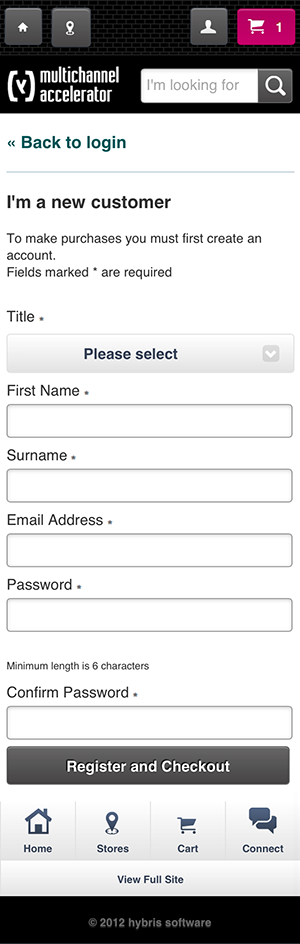 1
multichannel
accelerator
I'm looking for
« Back to login
I'm a new customer
To make purchases you must first create an
account.
Fields marked * are required
Title *
Please select
First Name *
Surname *
Email Address *
Password *
Minimum length is 6 characters
Confirm Password *
Register and Checkout
Home Stores Cart Connect
View Full Site
© 2012 hybris software